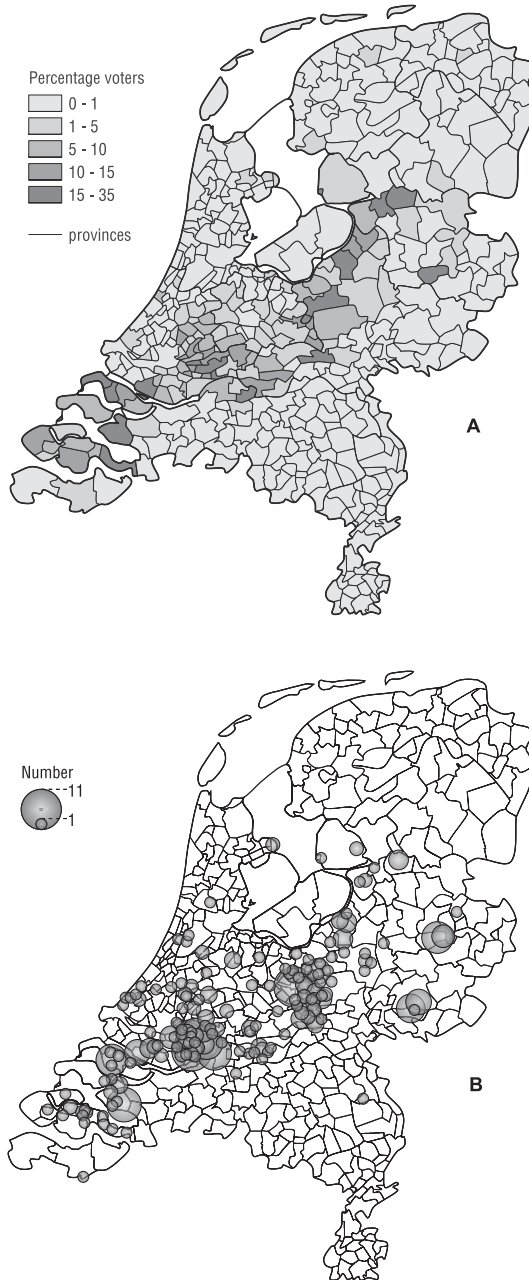 Percentage voters
0 - 1
1 - 5
5 - 10
10 - 15
15 - 35
provinces
A
Number
11
1
B